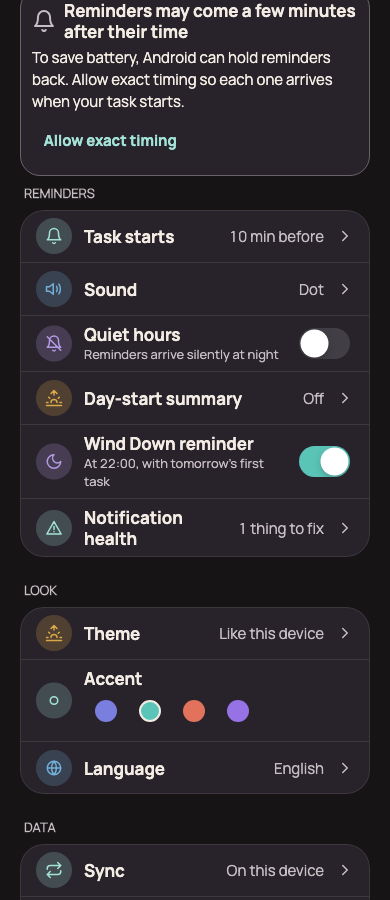 Reminders may come a few minutes
after their time
To save battery, Android can hold reminders
back. Allow exact timing so each one arrives
when your task starts.
Allow exact timing
REMINDERS
Task starts
10 min before
Sound
Dot
Quiet hours
Reminders arrive silently at night
Day-start summary
Off
Wind Down reminder
At 22:00, with tomorrow's first
task
Notification
health
1 thing to fix
LOOK
Theme
Like this device
Accent
Language
English
DATA
Sync
On this device